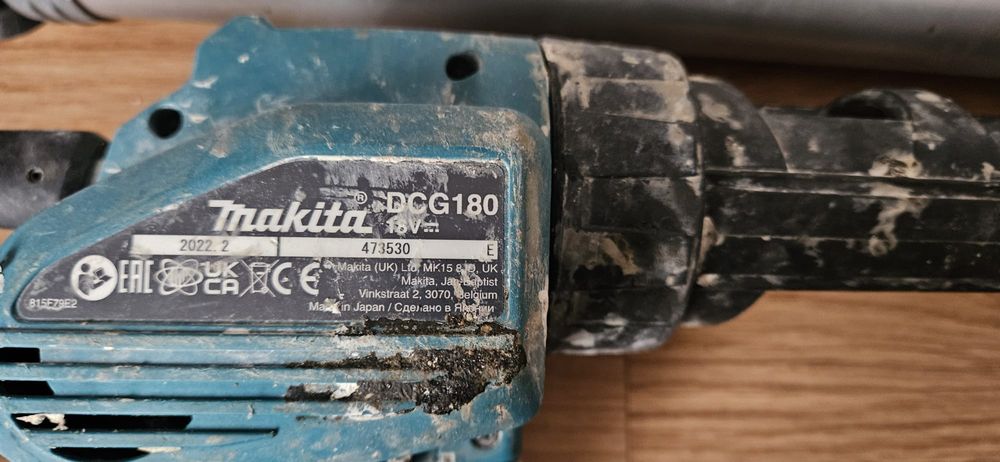 makita® DCG180
18V
2022. 2 473530 E
EAC UK CA CE
Makita (UK) Ltd, MK15 8JD, UK
Makita, Jan-Baptist
Vinkstraat 2, 3070, Belgium
815F79E2
Made in Japan / Сделано в Японии